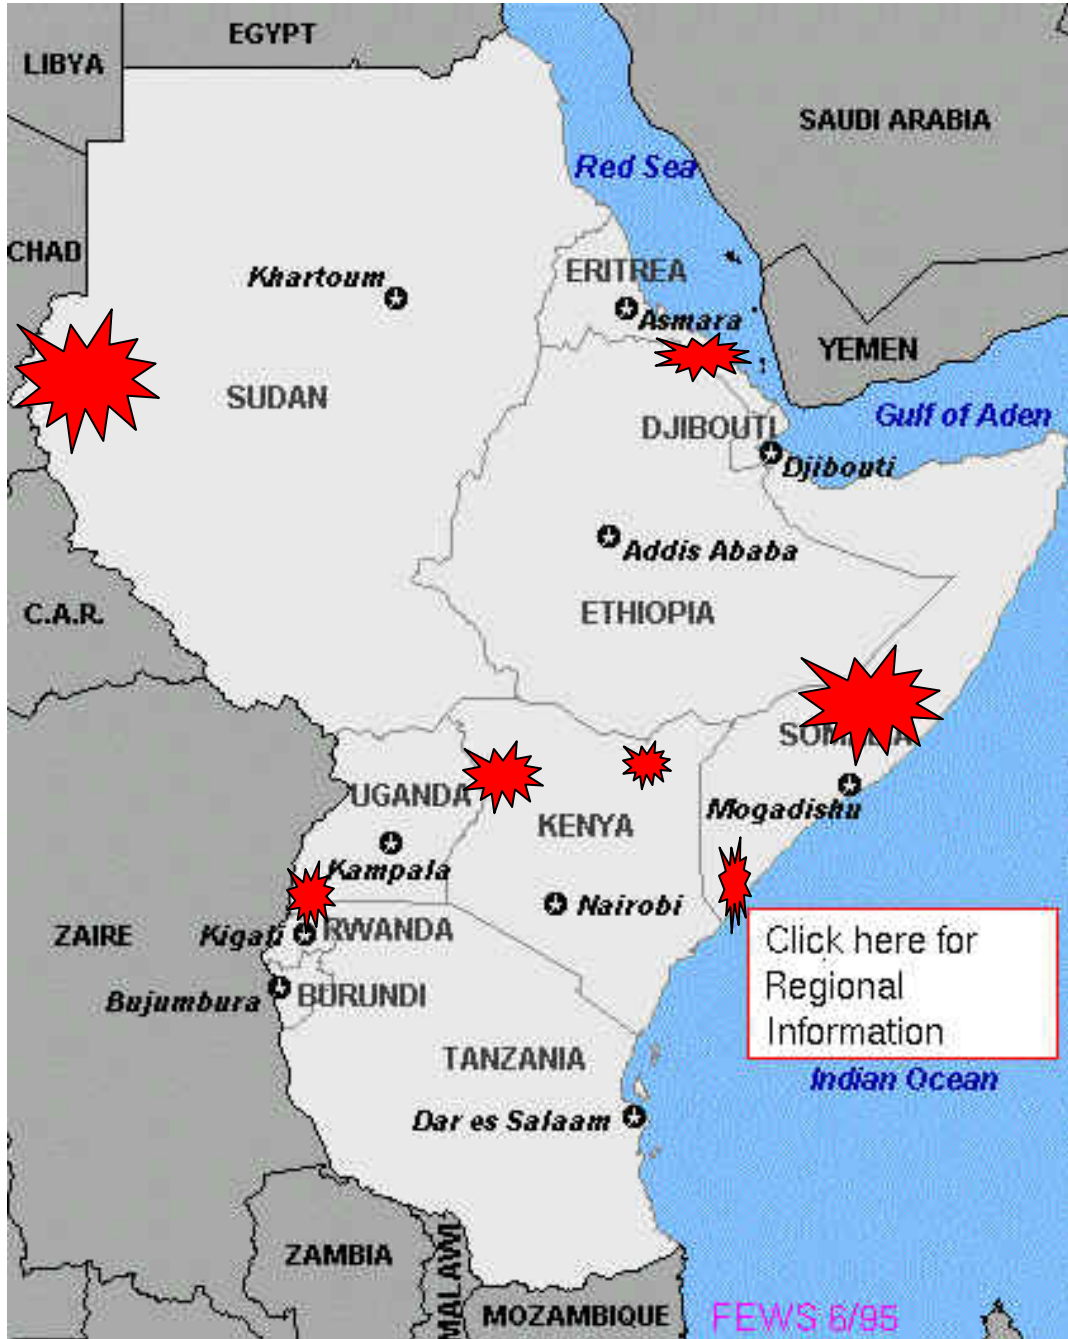 EGYPT
LIBYA
SAUDI ARABIA
Red Sea
CHAD
ERITREA
Khartoum
Asmara
YEMEN
SUDAN
Gulf of Aden
DJIBOUTI
Djibouti
Addis Ababa
C.A.R.
ETHIOPIA
SOMALIA
UGANDA
Mogadishu
KENYA
Kampala
Nairobi
ZAIRE
Kigali
RWANDA
Click here for
Regional
Information
Bujumbura
BURUNDI
TANZANIA
Indian Ocean
Dar es Salaam
ZAMBIA
MALAWI
MOZAMBIQUE
FEWS 6/95